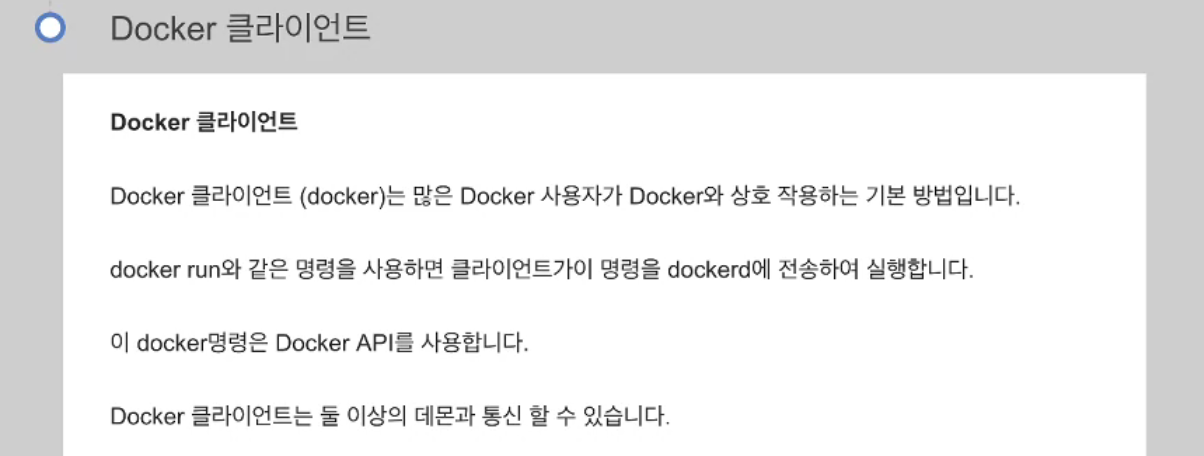 Docker 클라이언트
Docker 클라이언트
Docker 클라이언트 (docker)는 많은 Docker 사용자가 Docker와 상호 작용하는 기본 방법입니다.
docker run와 같은 명령을 사용하면 클라이언트가이 명령을 dockerd에 전송하여 실행합니다.
이 docker명령은 Docker API를 사용합니다.
Docker 클라이언트는 둘 이상의 데몬과 통신 할 수 있습니다.